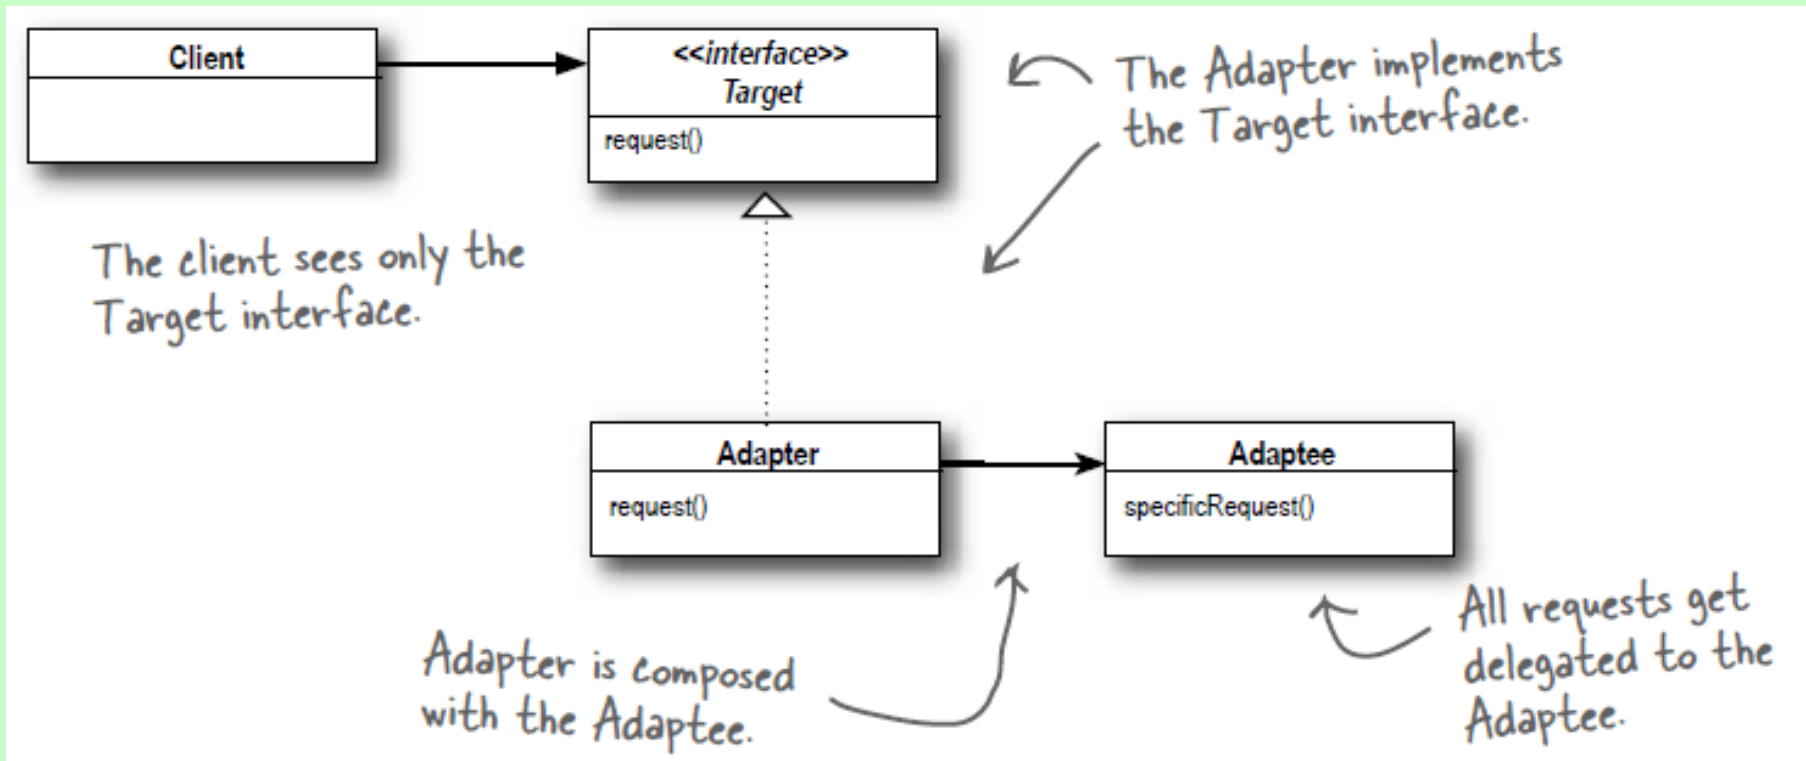 Client
<<interface>>
Target
request()
The Adapter implements
the Target interface.
The client sees only the
Target interface.
Adapter
request()
Adaptee
specificRequest()
Adapter is composed
with the Adaptee.
All requests get
delegated to the
Adaptee.